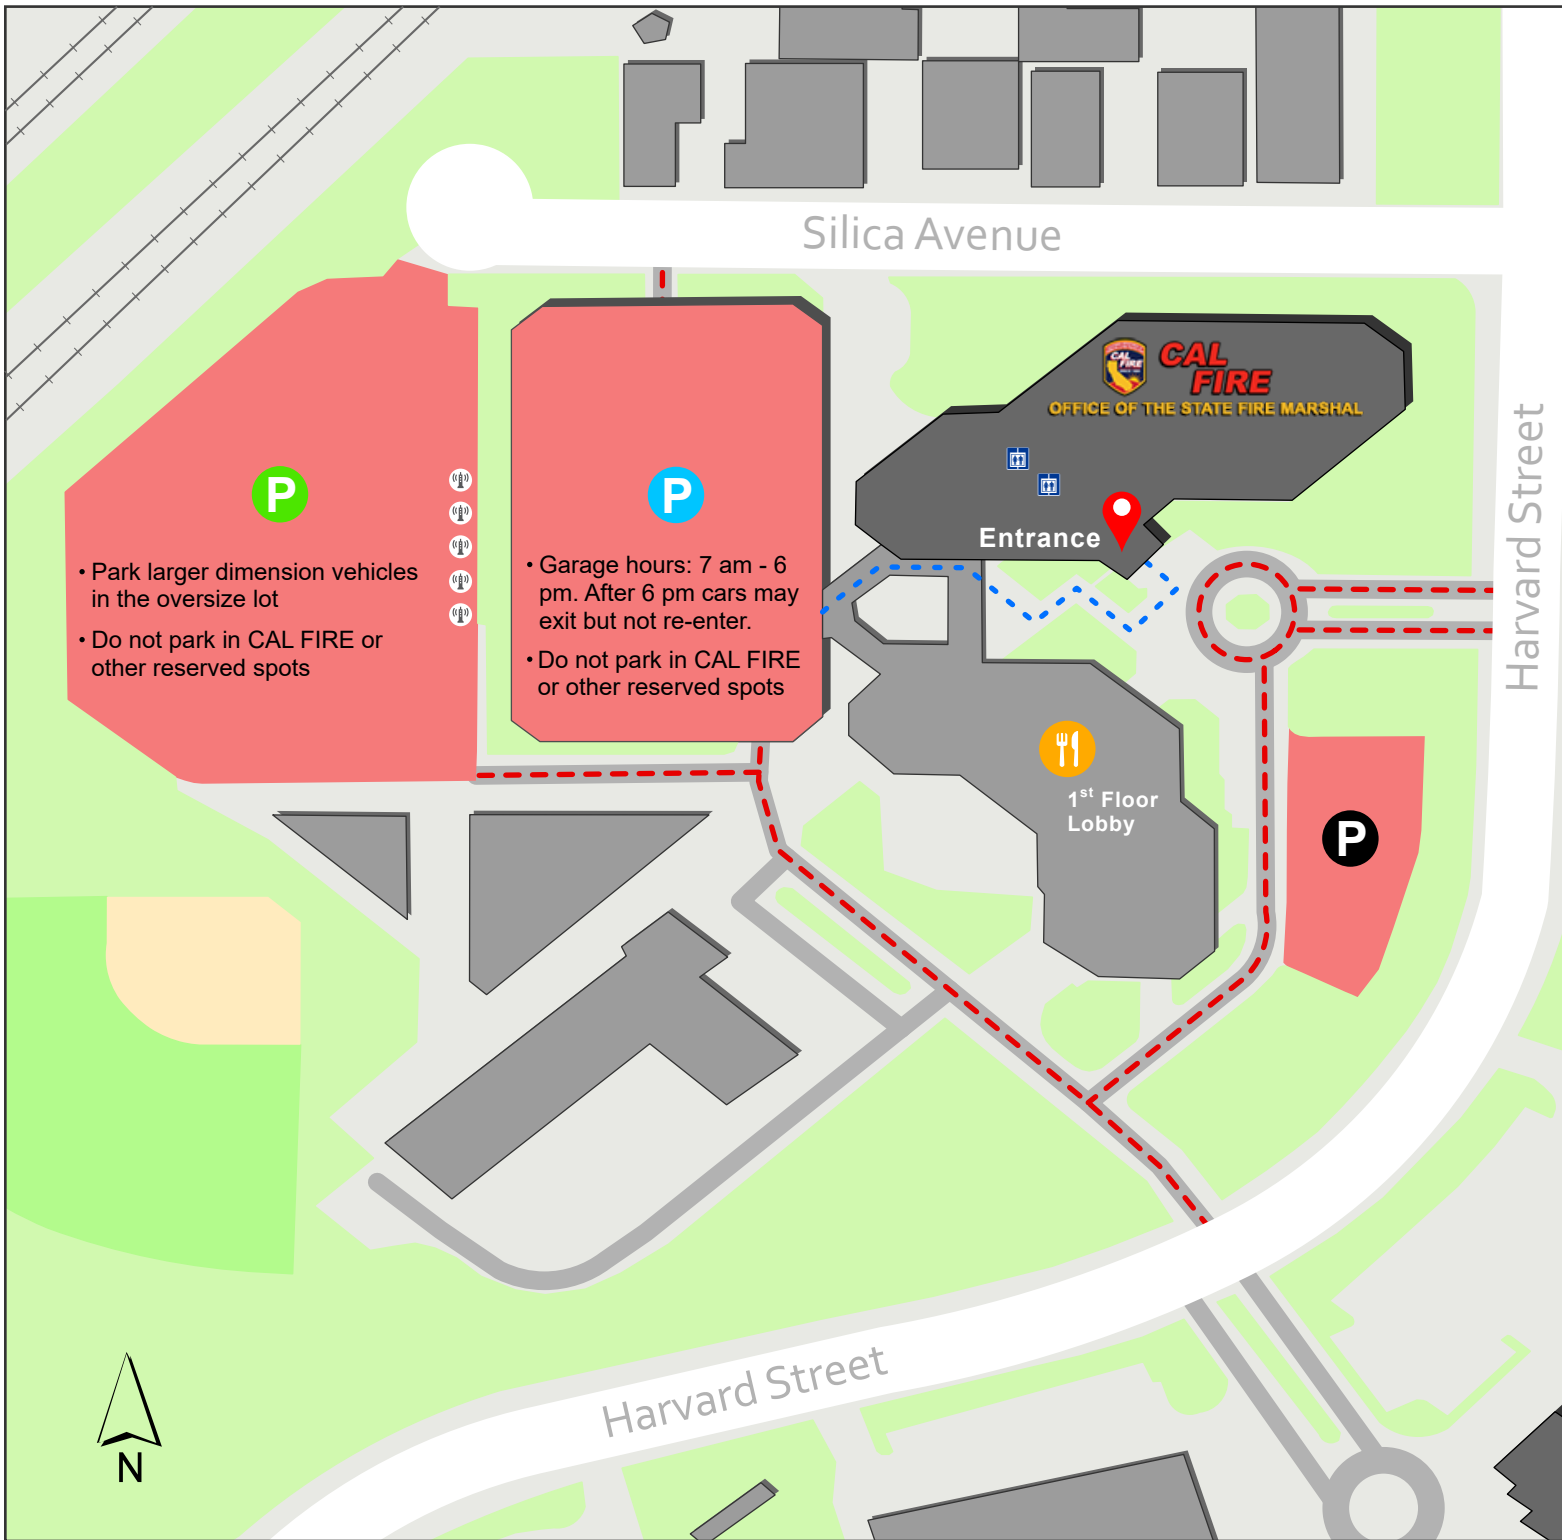 Silica Avenue
CAL
FIRE
CAL
FIRE
OFFICE OF THE STATE FIRE MARSHAL
Harvard Street
P
P
Entrance
• Park larger dimension vehicles
in the oversize lot
• Do not park in CAL FIRE or
other reserved spots
• Garage hours: 7 am - 6
pm. After 6 pm cars may
exit but not re-enter.
• Do not park in CAL FIRE
or other reserved spots
1st Floor
Lobby
P
Harvard Street
N